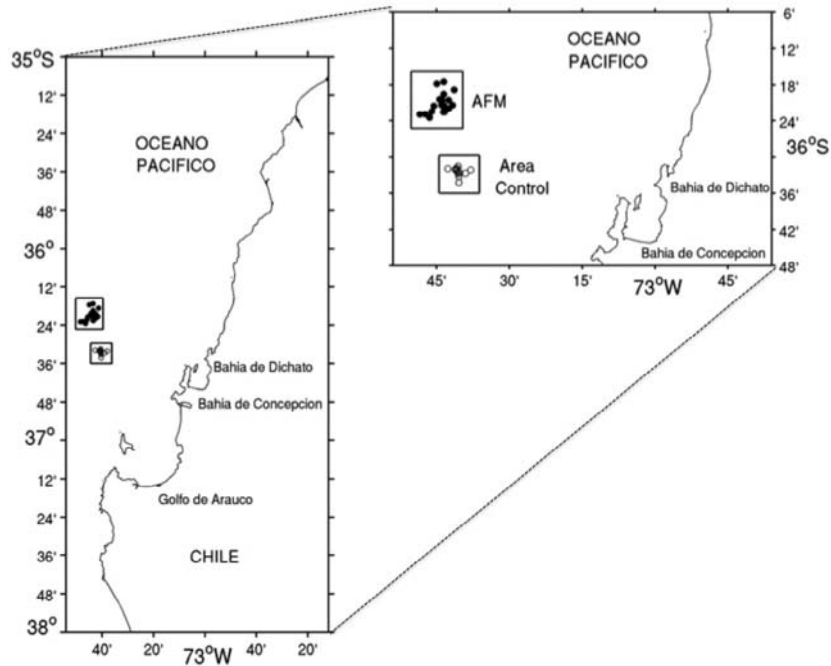 35°S
12'
24'
36'
48'
36°
12'
24'
36'
48'
37°
12'
24'
36'
48'
38°
OCEANO
PACIFICO
Bahia de Dichato
Bahia de Concepcion
Golfo de Arauco
CHILE
40'
20'
73°W
40'
20'
OCEANO
PACIFICO
AFM
Area
Control
Bahia de Dichato
Bahia de Concepcion
6'
12'
18'
24'
36°S
36'
42'
48'
45'
30'
15'
73°W
45'